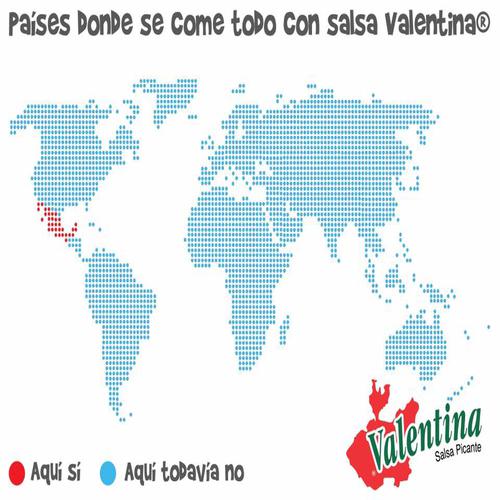 Países donde se come todo con salsa Valentina®
Valentina
Salsa Picante
Aquí sí
Aquí todavía no